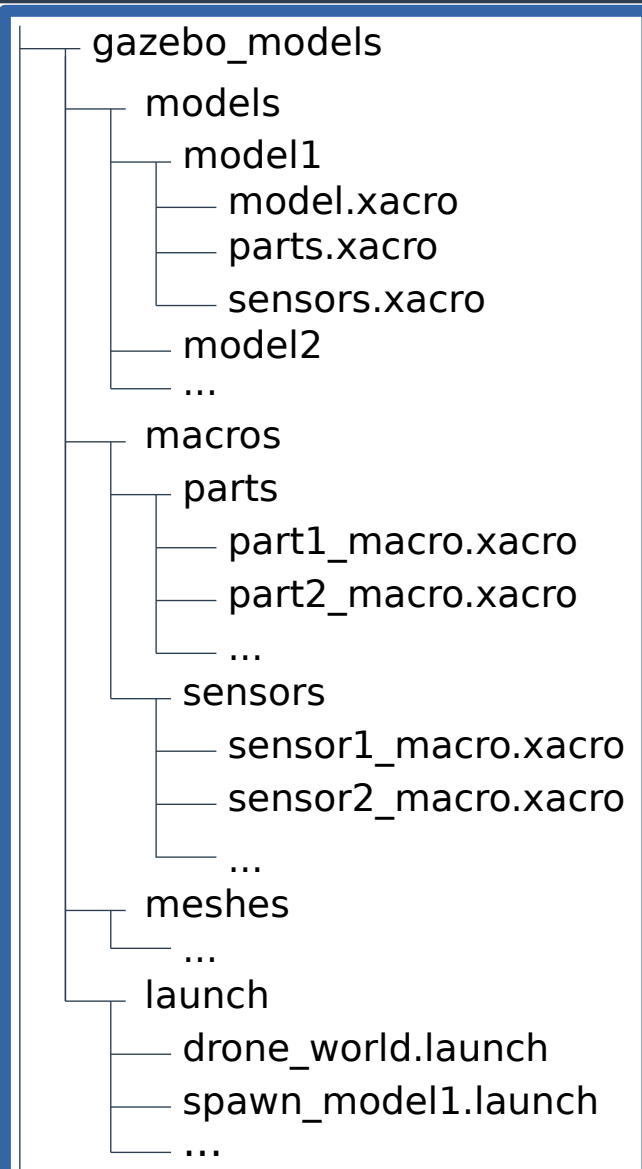 gazebo_models
models
model1
model.xacro
parts.xacro
sensors.xacro
model2
...
macros
parts
part1_macro.xacro
part2_macro.xacro
...
sensors
sensor1_macro.xacro
sensor2_macro.xacro
...
meshes
...
launch
drone_world.launch
spawn_model1.launch
...